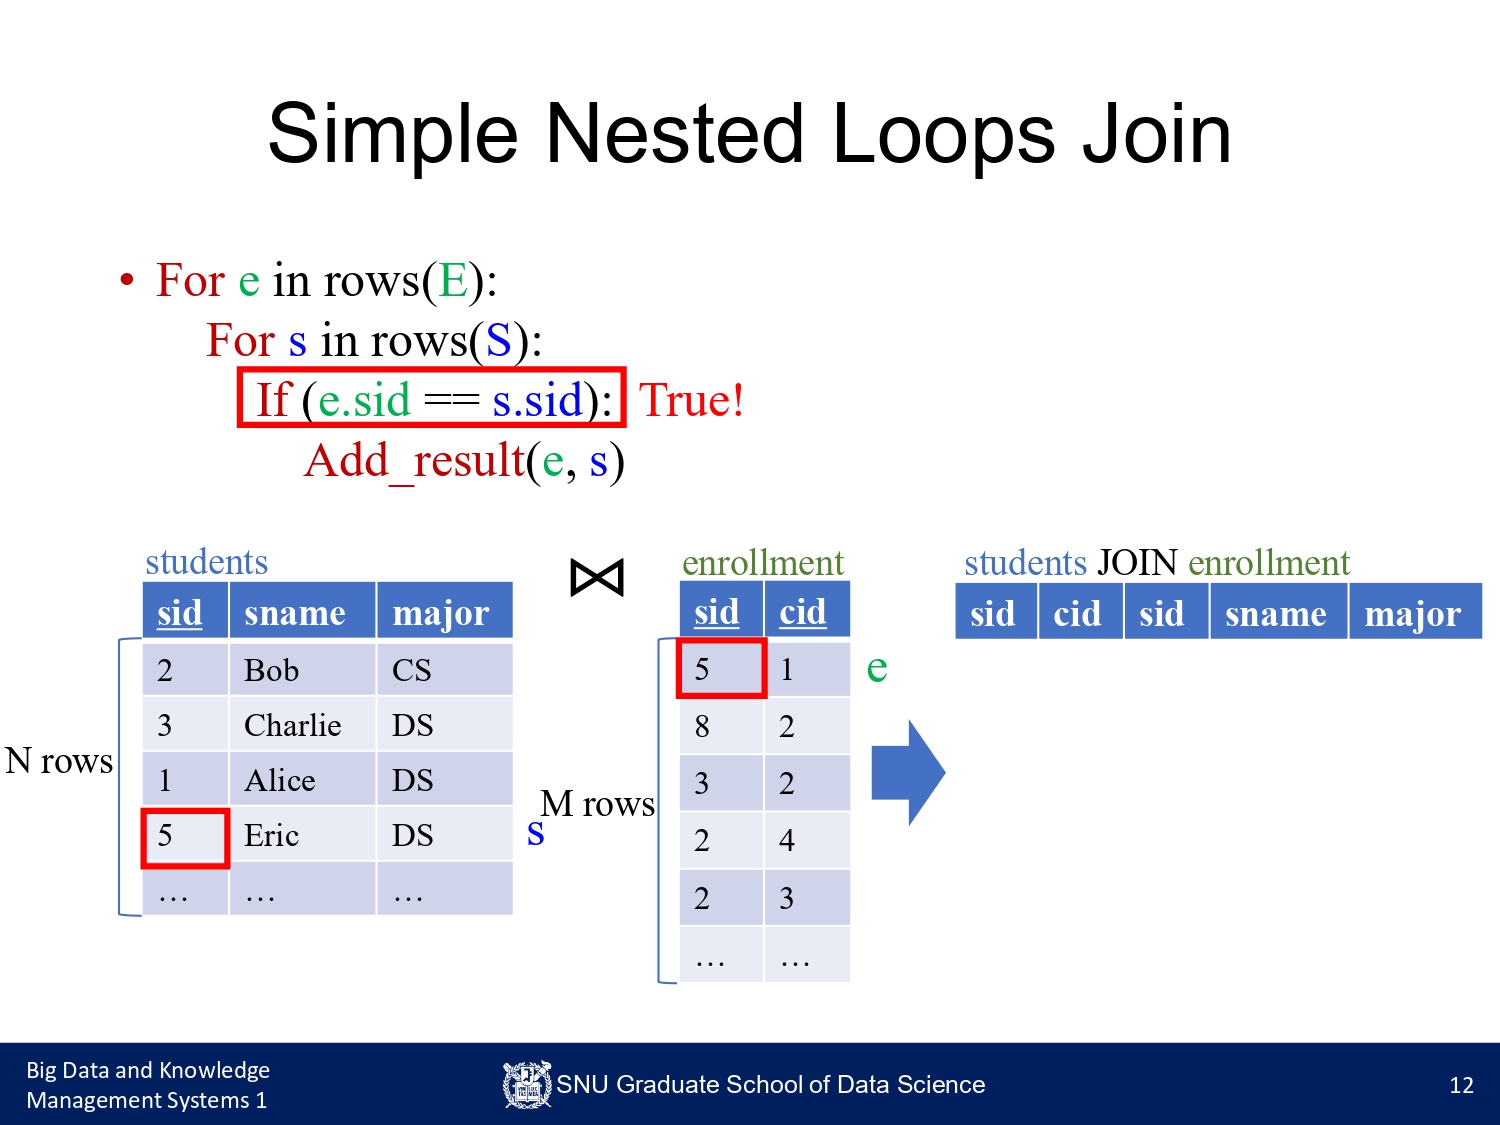 Simple Nested Loops Join
• For e in rows(E):
For s in rows(S):
If (e.sid == s.sid): True!
Add_result(e, s)
students
⋈
enrollment
students JOIN enrollment
sid sname major
2 Bob CS
3 Charlie DS
1 Alice DS
5 Eric DS
… … …
N rows
s
sid cid
5 1
8 2
3 2
2 4
2 3
… …
M rows
e
sid cid sid sname major
Big Data and Knowledge
Management Systems 1
SNU Graduate School of Data Science
12